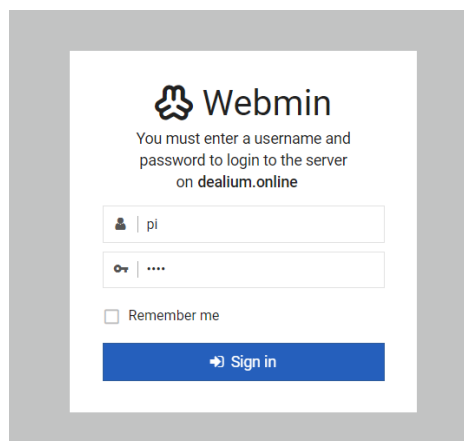 Webmin
You must enter a username and
password to login to the server
on dealium.online
pi
••••
Remember me
Sign in